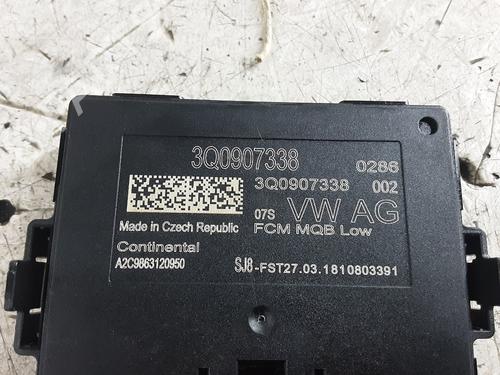 3Q0907338
0286
3Q0907338 002
07S VW AG
Made in Czech Republic
FCM MQB Low
Continental
A2C9863120950
SJ8-FST27.03.1810803391